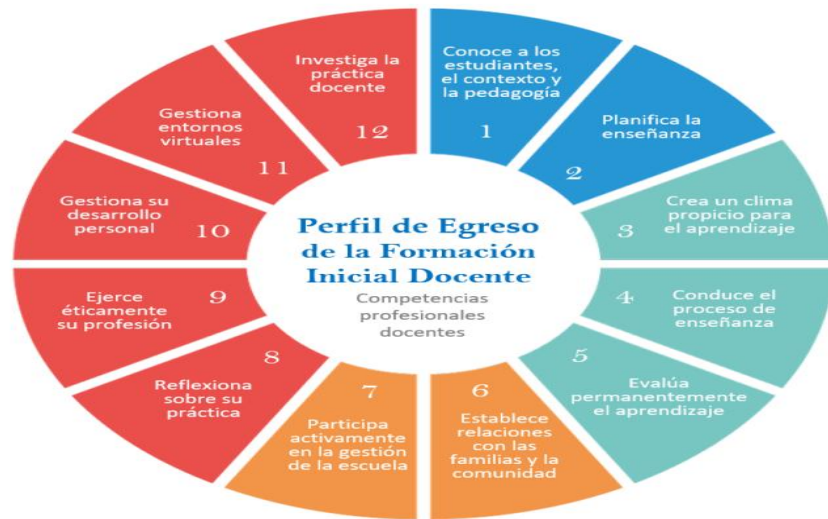 Perfil de Egreso
de la Formación
Inicial Docente
Competencias
profesionales
docentes
Conoce a los
estudiantes,
el contexto y
la pedagogía
1
Planifica la
enseñanza
2
Crea un clima
propicio para
el aprendizaje
3
Conduce el
proceso de
enseñanza
4
Evalúa
permanentemente
el aprendizaje
5
Establece
relaciones
con las
familias y la
comunidad
6
Participa
activamente
en la gestión
de la escuela
7
Reflexiona
sobre su
práctica
8
Ejerce
éticamente
su profesión
9
Gestiona su
desarrollo
personal
10
Gestiona
entornos
virtuales
11
Investiga la
práctica
docente
12